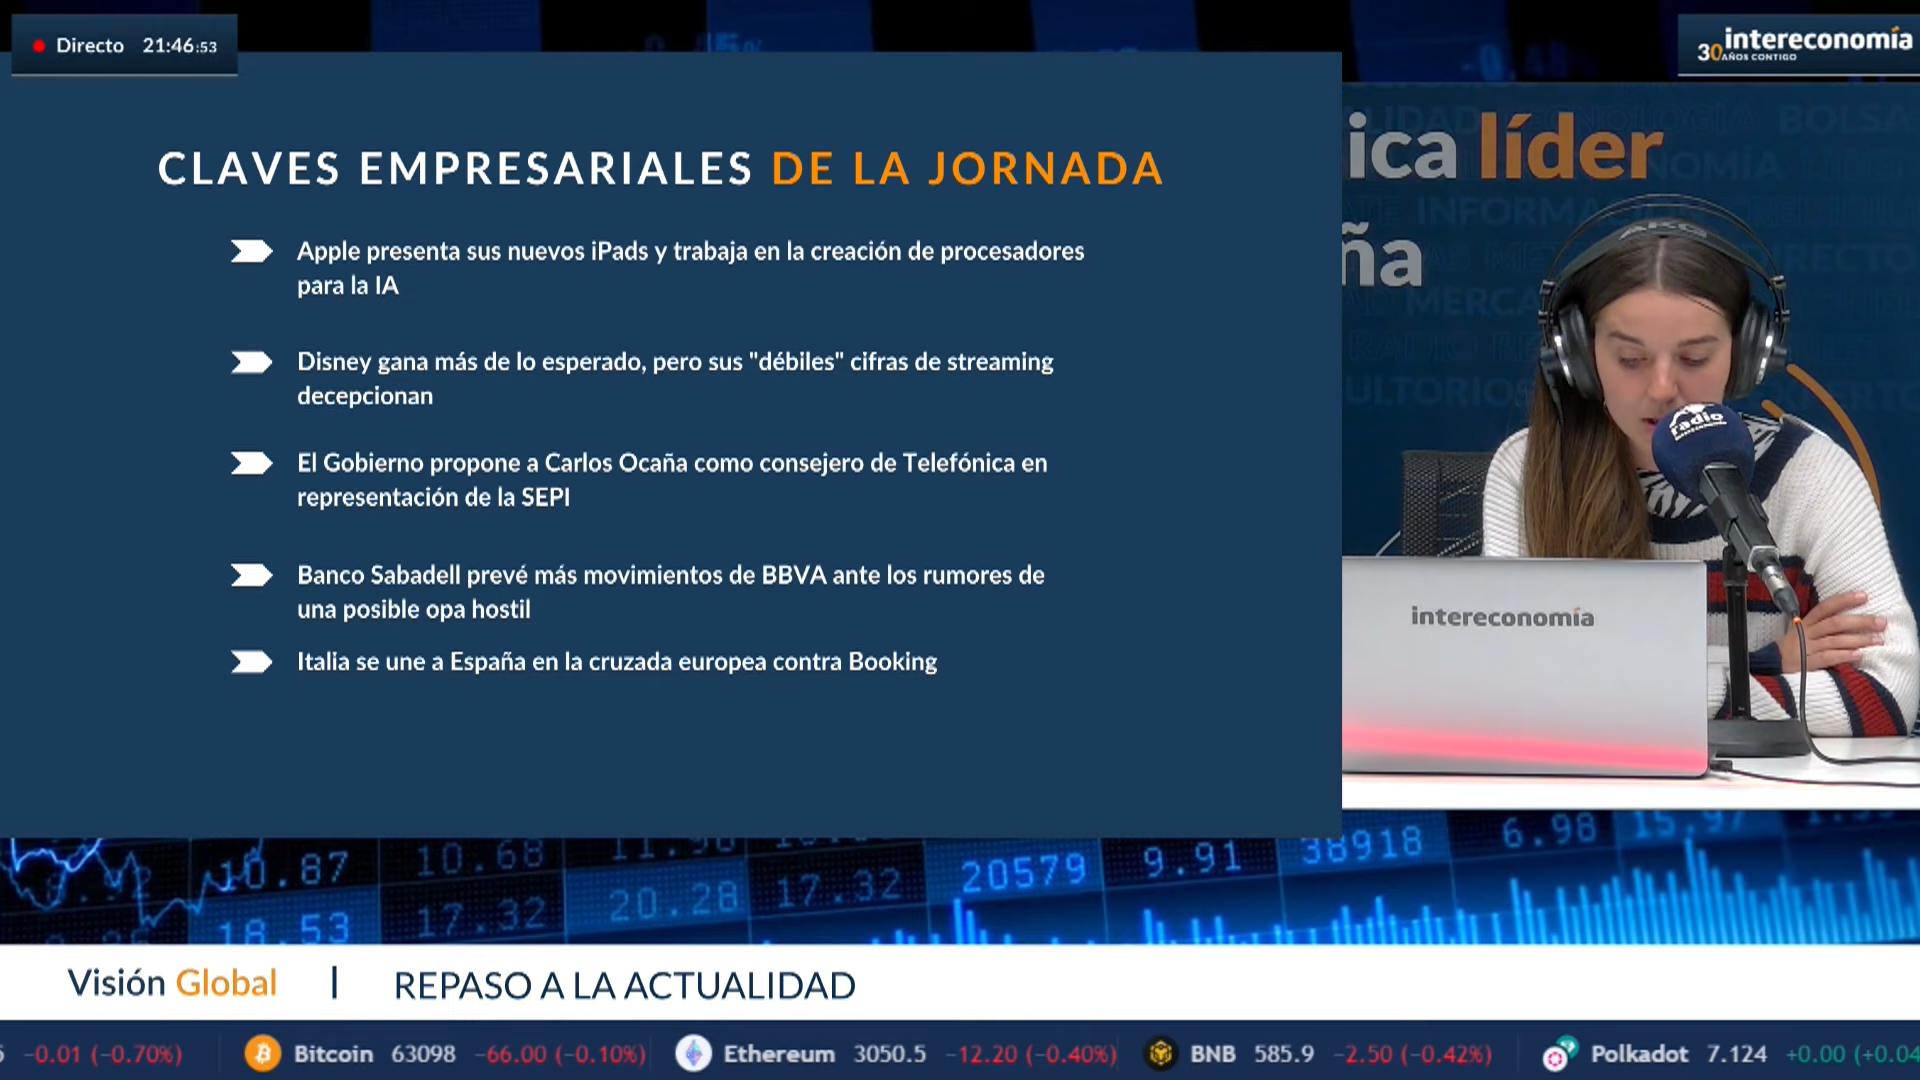 Directo 21:46:53
intereconomía
30 AÑOS CONTIGO
CLAVES EMPRESARIALES DE LA JORNADA
Apple presenta sus nuevos iPads y trabaja en la creación de procesadores
para la IA
Disney gana más de lo esperado, pero sus "débiles" cifras de streaming
decepcionan
El Gobierno propone a Carlos Ocaña como consejero de Telefónica en
representación de la SEPI
Banco Sabadell prevé más movimientos de BBVA ante los rumores de
una posible opa hostil
Italia se une a España en la cruzada europea contra Booking
ica líder
ña
BOLSA
AKG
radio
intereconomía
10.87 10.68 20579 9.91 38918 6.98 15.97
18.53 17.32 20.28 17.32
Visión Global | REPASO A LA ACTUALIDAD
-0.01 (-0.70%) Bitcoin 63098 -66.00 (-0.10%) Ethereum 3050.5 -12.20 (-0.40%) BNB 585.9 -2.50 (-0.42%) Polkadot 7.124 +0.00 (+0.04